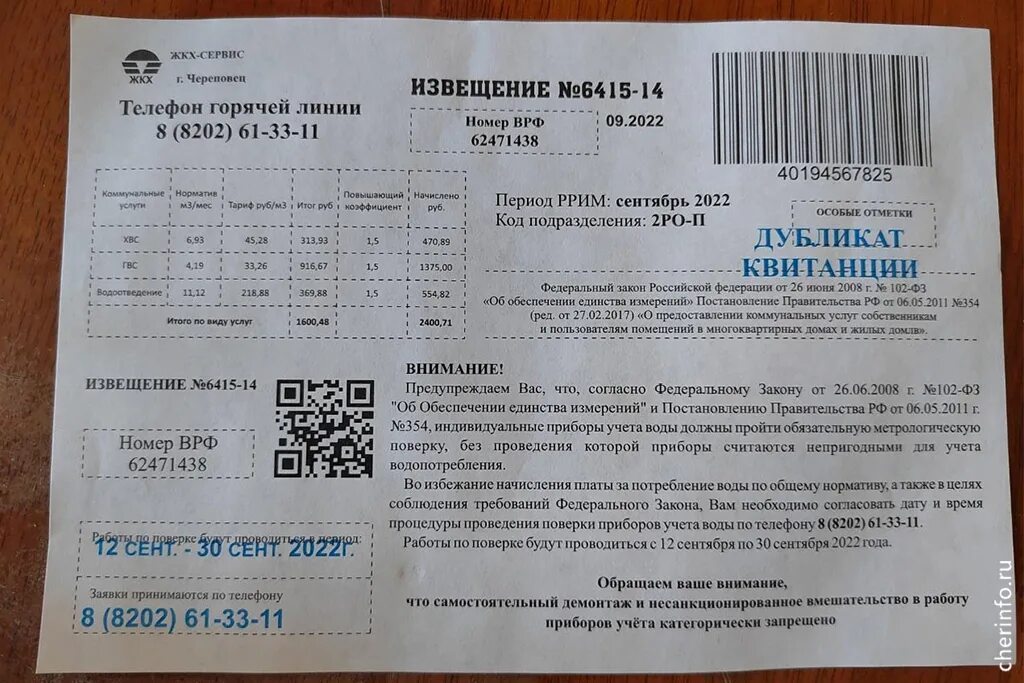 ЖКХ-СЕРВИС
ЖКХ
г. Череповец
Телефон горячей линии
8 (8202) 61-33-11
ИЗВЕЩЕНИЕ №6415-14
Номер ВРФ
62471438
09.2022
40194567825
Коммунальные услуги Норматив м3/мес Тариф руб/м3 Итог руб Повышающий коэффициент Начислено руб.
ХВС 6,93 45,28 313,93 1,5 470,89
ГВС 4,19 33,26 916,67 1,5 1375,00
Водоотведение 11,12 218,88 369,88 1,5 554,82
Итого по виду услуг 1600,48 2400,71
Период РРИМ: сентябрь 2022
Код подразделения: 2РО-П
ОСОБЫЕ ОТМЕТКИ
ДУБЛИКАТ
КВИТАНЦИИ
Федеральный закон Российской федерации от 26 июня 2008 г. № 102-ФЗ
«Об обеспечении единства измерений» Постановление Правительства РФ от 06.05.2011 №354
(ред. от 27.02.2017) «О предоставлении коммунальных услуг собственникам
и пользователям помещений в многоквартирных домах и жилых домлв».
ИЗВЕЩЕНИЕ №6415-14
Номер ВРФ
62471438
Работы по поверке будут проводиться в период:
12 СЕНТ. - 30 СЕНТ. 2022Г.
Заявки принимаются по телефону
8 (8202) 61-33-11
ВНИМАНИЕ!
Предупреждаем Вас, что, согласно Федеральному Закону от 26.06.2008 г. №102-ФЗ
"Об Обеспечении единства измерений" и Постановлению Правительства РФ от 06.05.2011 г.
№354, индивидуальные приборы учета воды должны пройти обязательную метрологическую
поверку, без проведения которой приборы считаются непригодными для учета
водопотребления.
Во избежание начисления платы за потребление воды по общему нормативу, а также в целях
соблюдения требований Федерального Закона, Вам необходимо согласовать дату и время
процедуры проведения поверки приборов учета воды по телефону 8 (8202) 61-33-11.
Работы по поверке будут проводиться с 12 сентября по 30 сентября 2022 года.
Обращаем ваше внимание,
что самостоятельный демонтаж и несанкционированное вмешательство в работу
приборов учёта категорически запрещено
cherinfo.ru